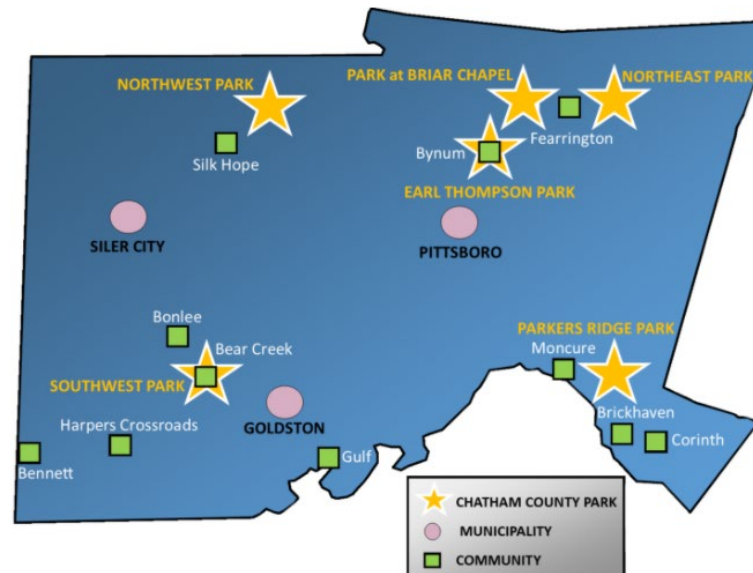 NORTHWEST PARK
PARK at BRIAR CHAPEL
NORTHEAST PARK
Fearrington
Silk Hope
Bynum
EARL THOMPSON PARK
SILER CITY
PITTSBORO
Bonlee
Bear Creek
SOUTHWEST PARK
PARKERS RIDGE PARK
Moncure
Harpers Crossroads
GOLDSTON
Brickhaven
Corinth
Bennett
Gulf
CHATHAM COUNTY PARK
MUNICIPALITY
COMMUNITY